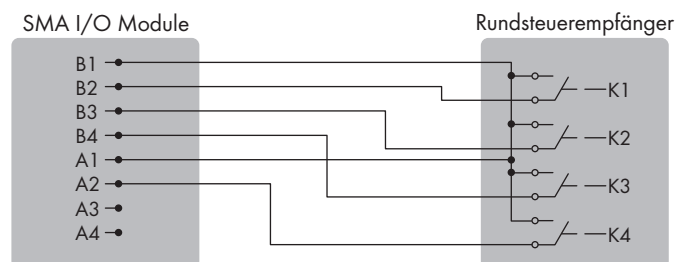 SMA I/O Module
Rundsteuerempfänger
B1
B2
B3
B4
A1
A2
A3
A4
K1
K2
K3
K4